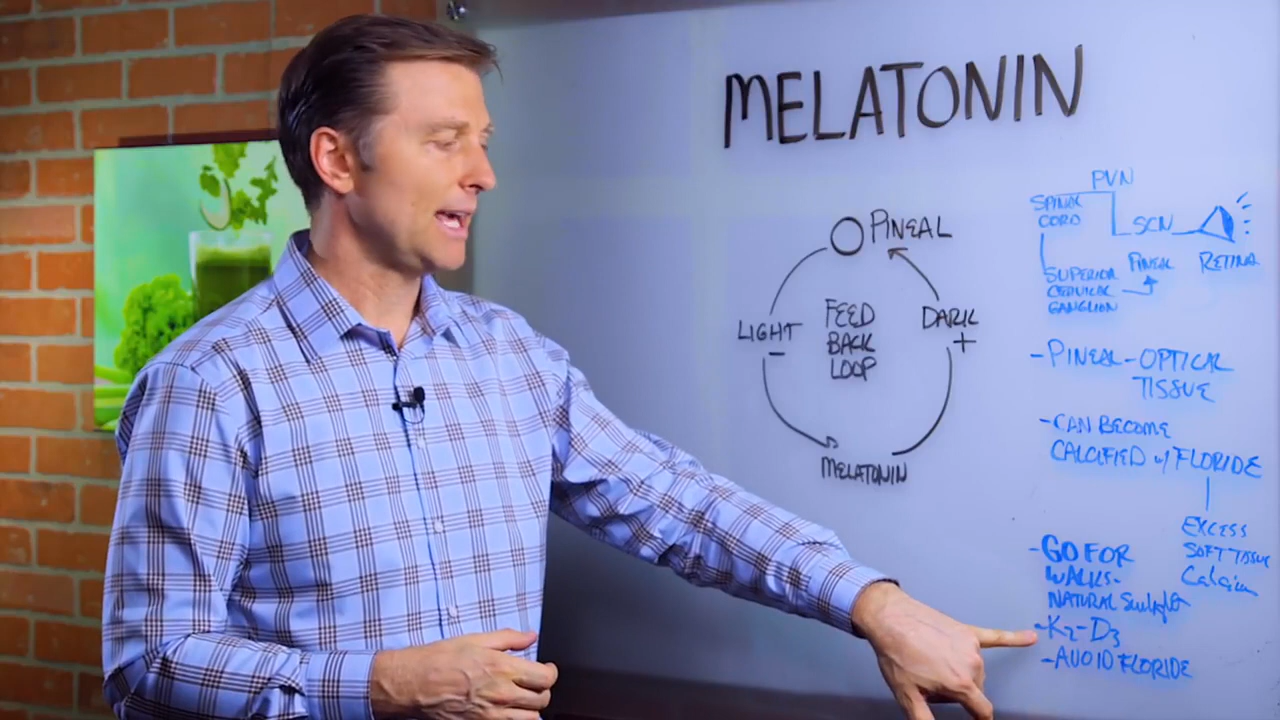 MELATONIN
PINEAL
LIGHT
-
FEED
BACK
LOOP
DARK
+
MELATONIN
PVN
SPINAL
CORD
SCN
RETINA
SUPERIOR
CERVICAL
GANGLION
PINEAL
-PINEAL-OPTICAL
TISSUE
-CAN BECOME
CALCIFIED w/ FLORIDE
EXCESS
SOFT TISSUE
Calcium
-GO FOR
WALKS-
NATURAL Sunlight
-K2-D3
-AVOID FLORIDE